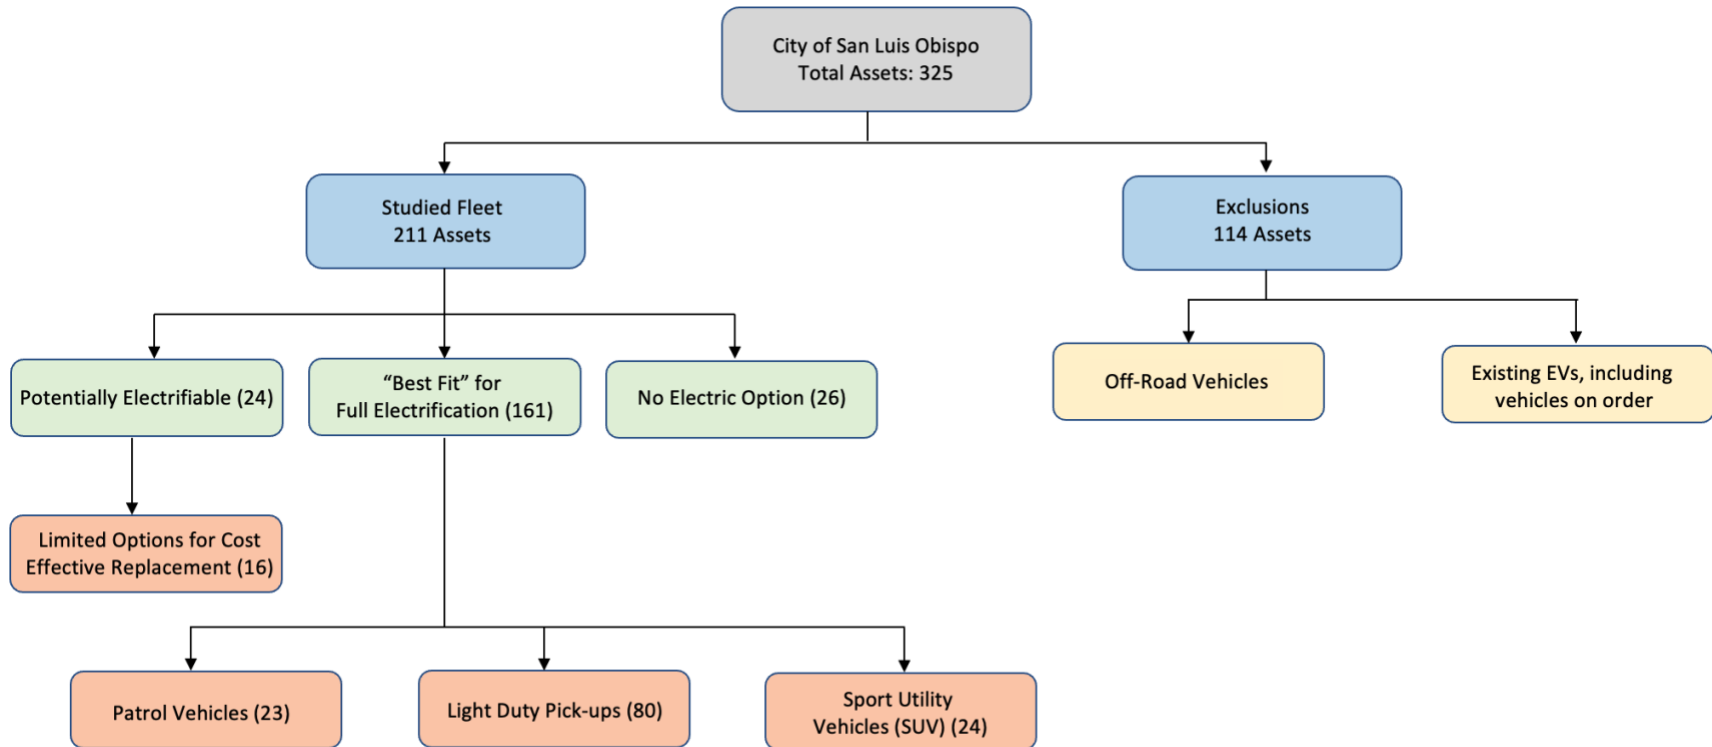 City of San Luis Obispo
Total Assets: 325
Studied Fleet
211 Assets
Exclusions
114 Assets
Potentially Electrifiable (24)
“Best Fit” for
Full Electrification (161)
No Electric Option (26)
Off-Road Vehicles
Existing EVs, including
vehicles on order
Limited Options for Cost
Effective Replacement (16)
Patrol Vehicles (23)
Light Duty Pick-ups (80)
Sport Utility
Vehicles (SUV) (24)